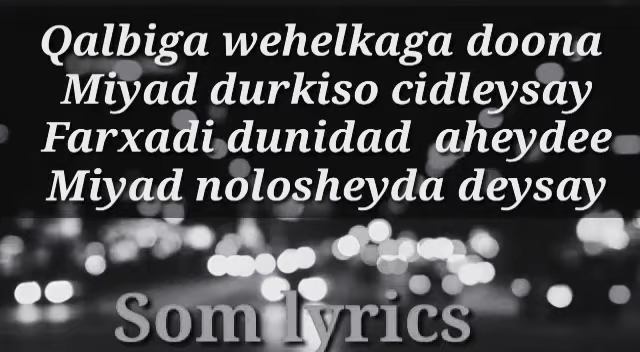 Qalbiga wehelkaga doona
Miyad durkiso cidleysay
Farxadi dunidad aheydee
Miyad nolosheyda deysay
Som lyrics